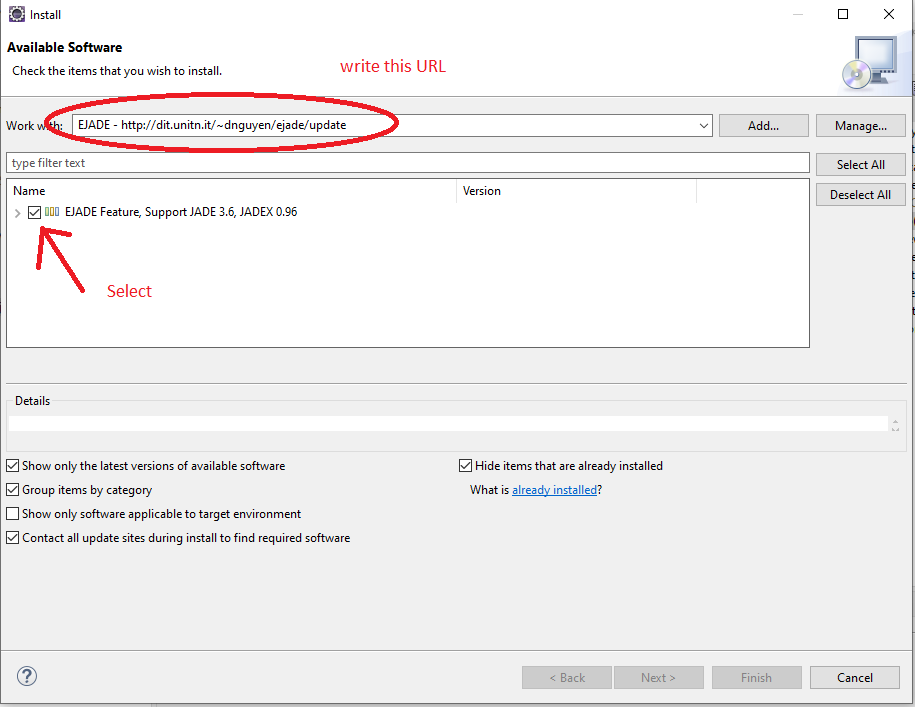 Install
Available Software
Check the items that you wish to install.
write this URL
Work with: EJADE - http://dit.unitn.it/~dnguyen/ejade/update Add... Manage...
type filter text Select All
Name Version Deselect All
EJADE Feature, Support JADE 3.6, JADEX 0.96
Select
Details
Show only the latest versions of available software Hide items that are already installed
Group items by category What is already installed?
Show only software applicable to target environment
Contact all update sites during install to find required software
? < Back Next > Finish Cancel